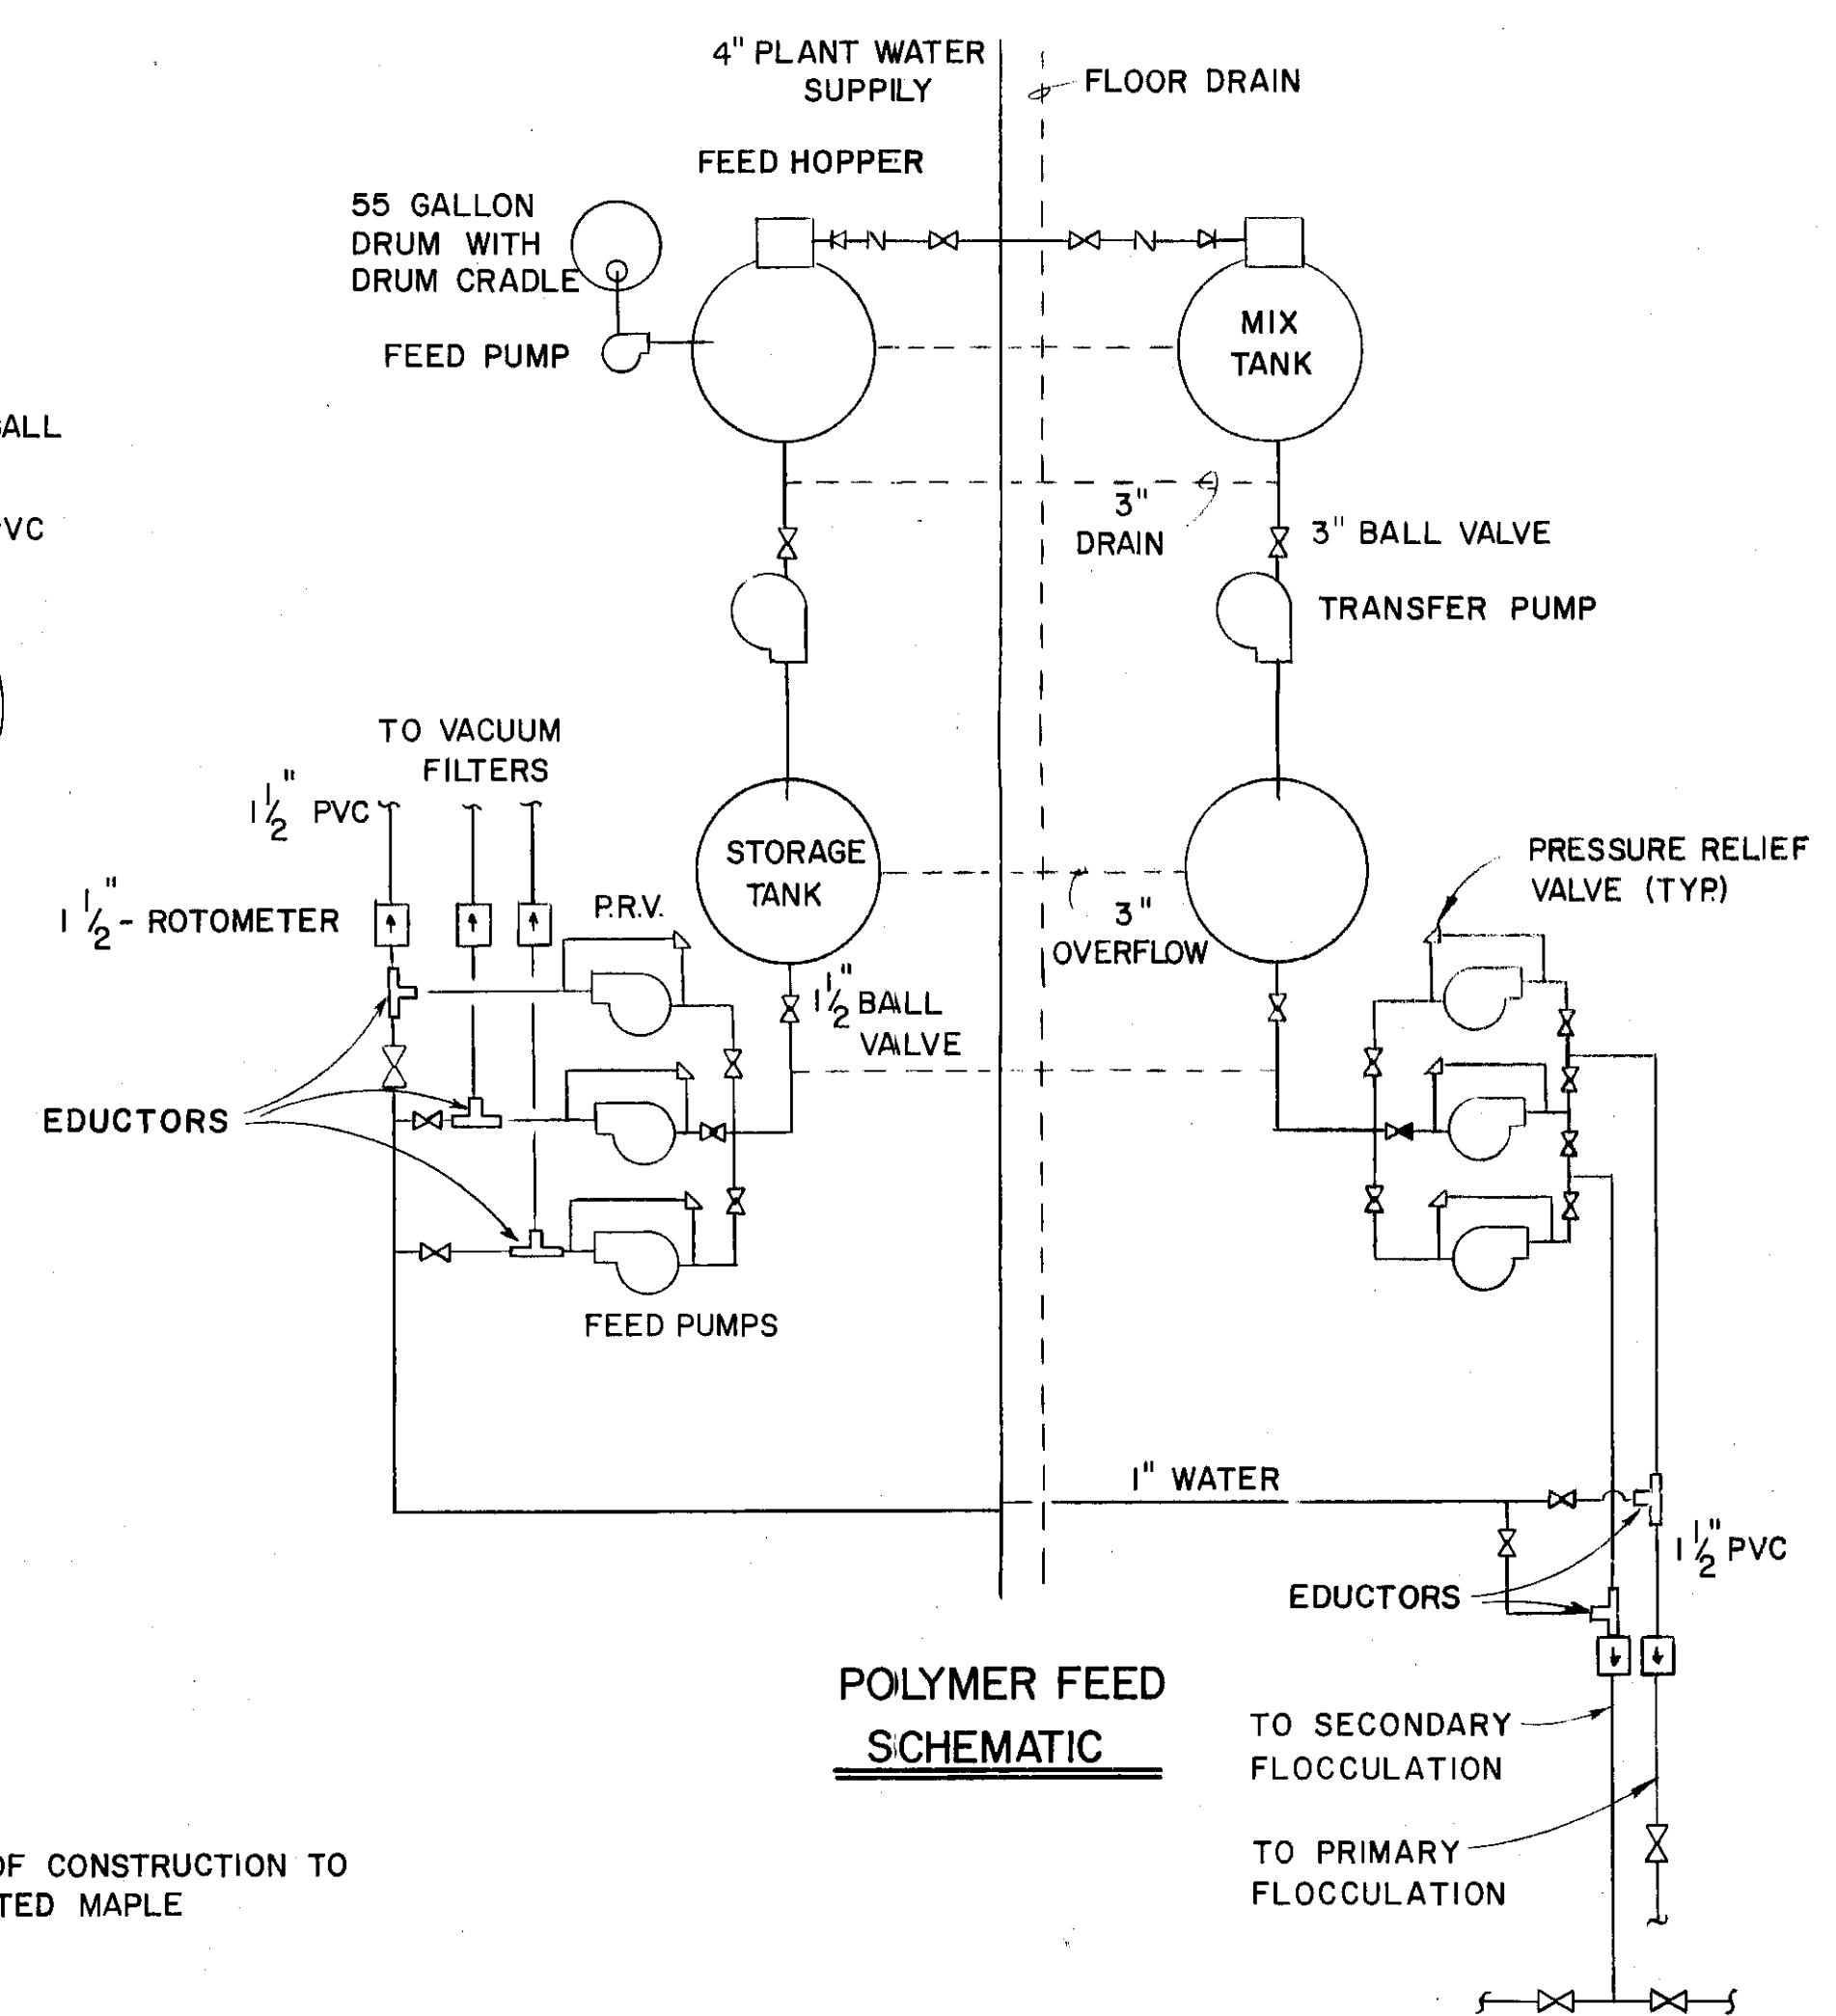 4" PLANT WATER
SUPPILY
FLOOR DRAIN
FEED HOPPER
55 GALLON
DRUM WITH
DRUM CRADLE
FEED PUMP
MIX
TANK
3"
DRAIN
3" BALL VALVE
TRANSFER PUMP
TO VACUUM
FILTERS
1 1/2" PVC
1 1/2" - ROTOMETER
P.R.V.
STORAGE
TANK
3"
OVERFLOW
PRESSURE RELIEF
VALVE (TYP.)
1 1/2" BALL
VALVE
EDUCTORS
FEED PUMPS
1" WATER
1 1/2" PVC
EDUCTORS
POLYMER FEED
SCHEMATIC
TO SECONDARY
FLOCCULATION
TO PRIMARY
FLOCCULATION
OF CONSTRUCTION TO
TED MAPLE
VC